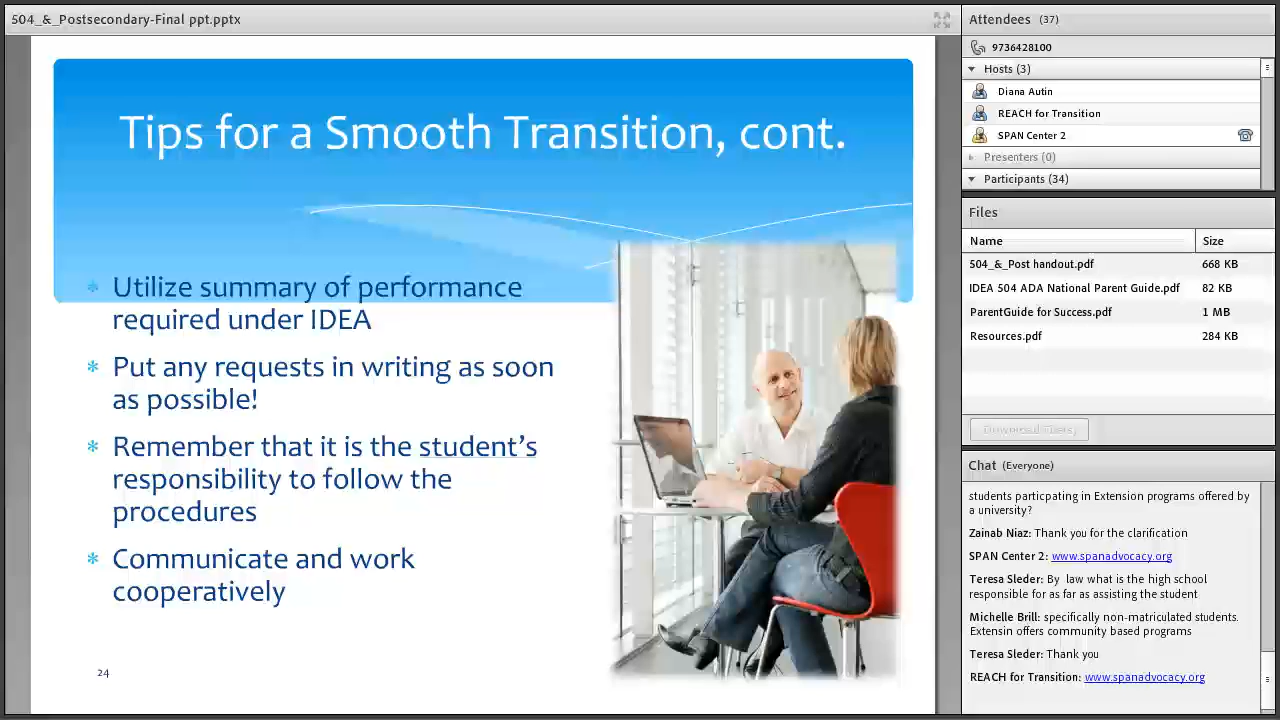 504_&_Postsecondary-Final ppt.pptx
Tips for a Smooth Transition, cont.
* Utilize summary of performance
required under IDEA
* Put any requests in writing as soon
as possible!
* Remember that it is the student's
responsibility to follow the
procedures
* Communicate and work
cooperatively
24
Attendees (37)
9736428100
Hosts (3)
Diana Autin
REACH for Transition
SPAN Center 2
Presenters (0)
Participants (34)
Files
Name Size
504_&_Post handout.pdf 668 KB
IDEA 504 ADA National Parent Guide.pdf 82 KB
ParentGuide for Success.pdf 1 MB
Resources.pdf 284 KB
Chat (Everyone)
students particpating in Extension programs offered by
a university?
Zainab Niaz: Thank you for the clarification
SPAN Center 2: www.spanadvocacy.org
Teresa Sleder: By law what is the high school
responsible for as far as assisting the student
Michelle Brill: specifically non-matriculated students.
Extensin offers community based programs
Teresa Sleder: Thank you
REACH for Transition: www.spanadvocacy.org